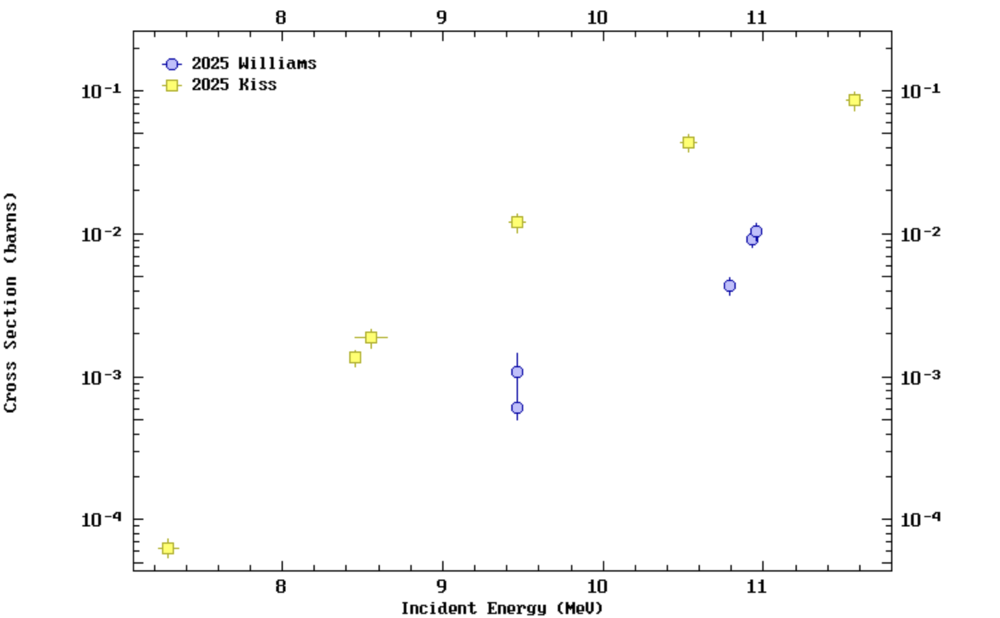 8 9 10 11
2025 Williams
2025 Kiss
10⁻¹ 10⁻¹
10⁻² 10⁻²
10⁻³ 10⁻³
10⁻⁴ 10⁻⁴
Cross Section (barns)
8 9 10 11
Incident Energy (MeV)